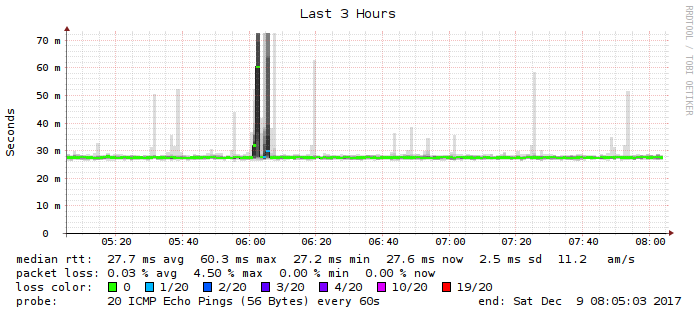 Last 3 Hours
RRDTOOL / TOBI OETIKER
Seconds
70 m
60 m
50 m
40 m
30 m
20 m
10 m
0
05:20 05:40 06:00 06:20 06:40 07:00 07:20 07:40 08:00
median rtt: 27.7 ms avg 60.3 ms max 27.2 ms min 27.6 ms now 2.5 ms sd 11.2 am/s
packet loss: 0.03 % avg 4.50 % max 0.00 % min 0.00 % now
loss color: 0 1/20 2/20 3/20 4/20 10/20 19/20
probe: 20 ICMP Echo Pings (56 Bytes) every 60s end: Sat Dec 9 08:05:03 2017